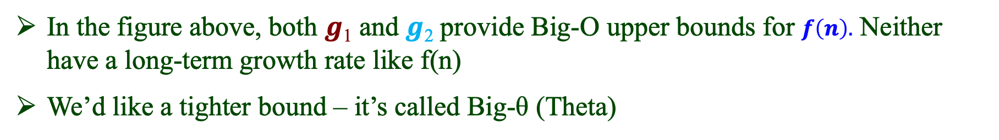 ➢ In the figure above, both g₁ and g₂ provide Big-O upper bounds for f(n). Neither
have a long-term growth rate like f(n)
➢ We’d like a tighter bound – it’s called Big-θ (Theta)